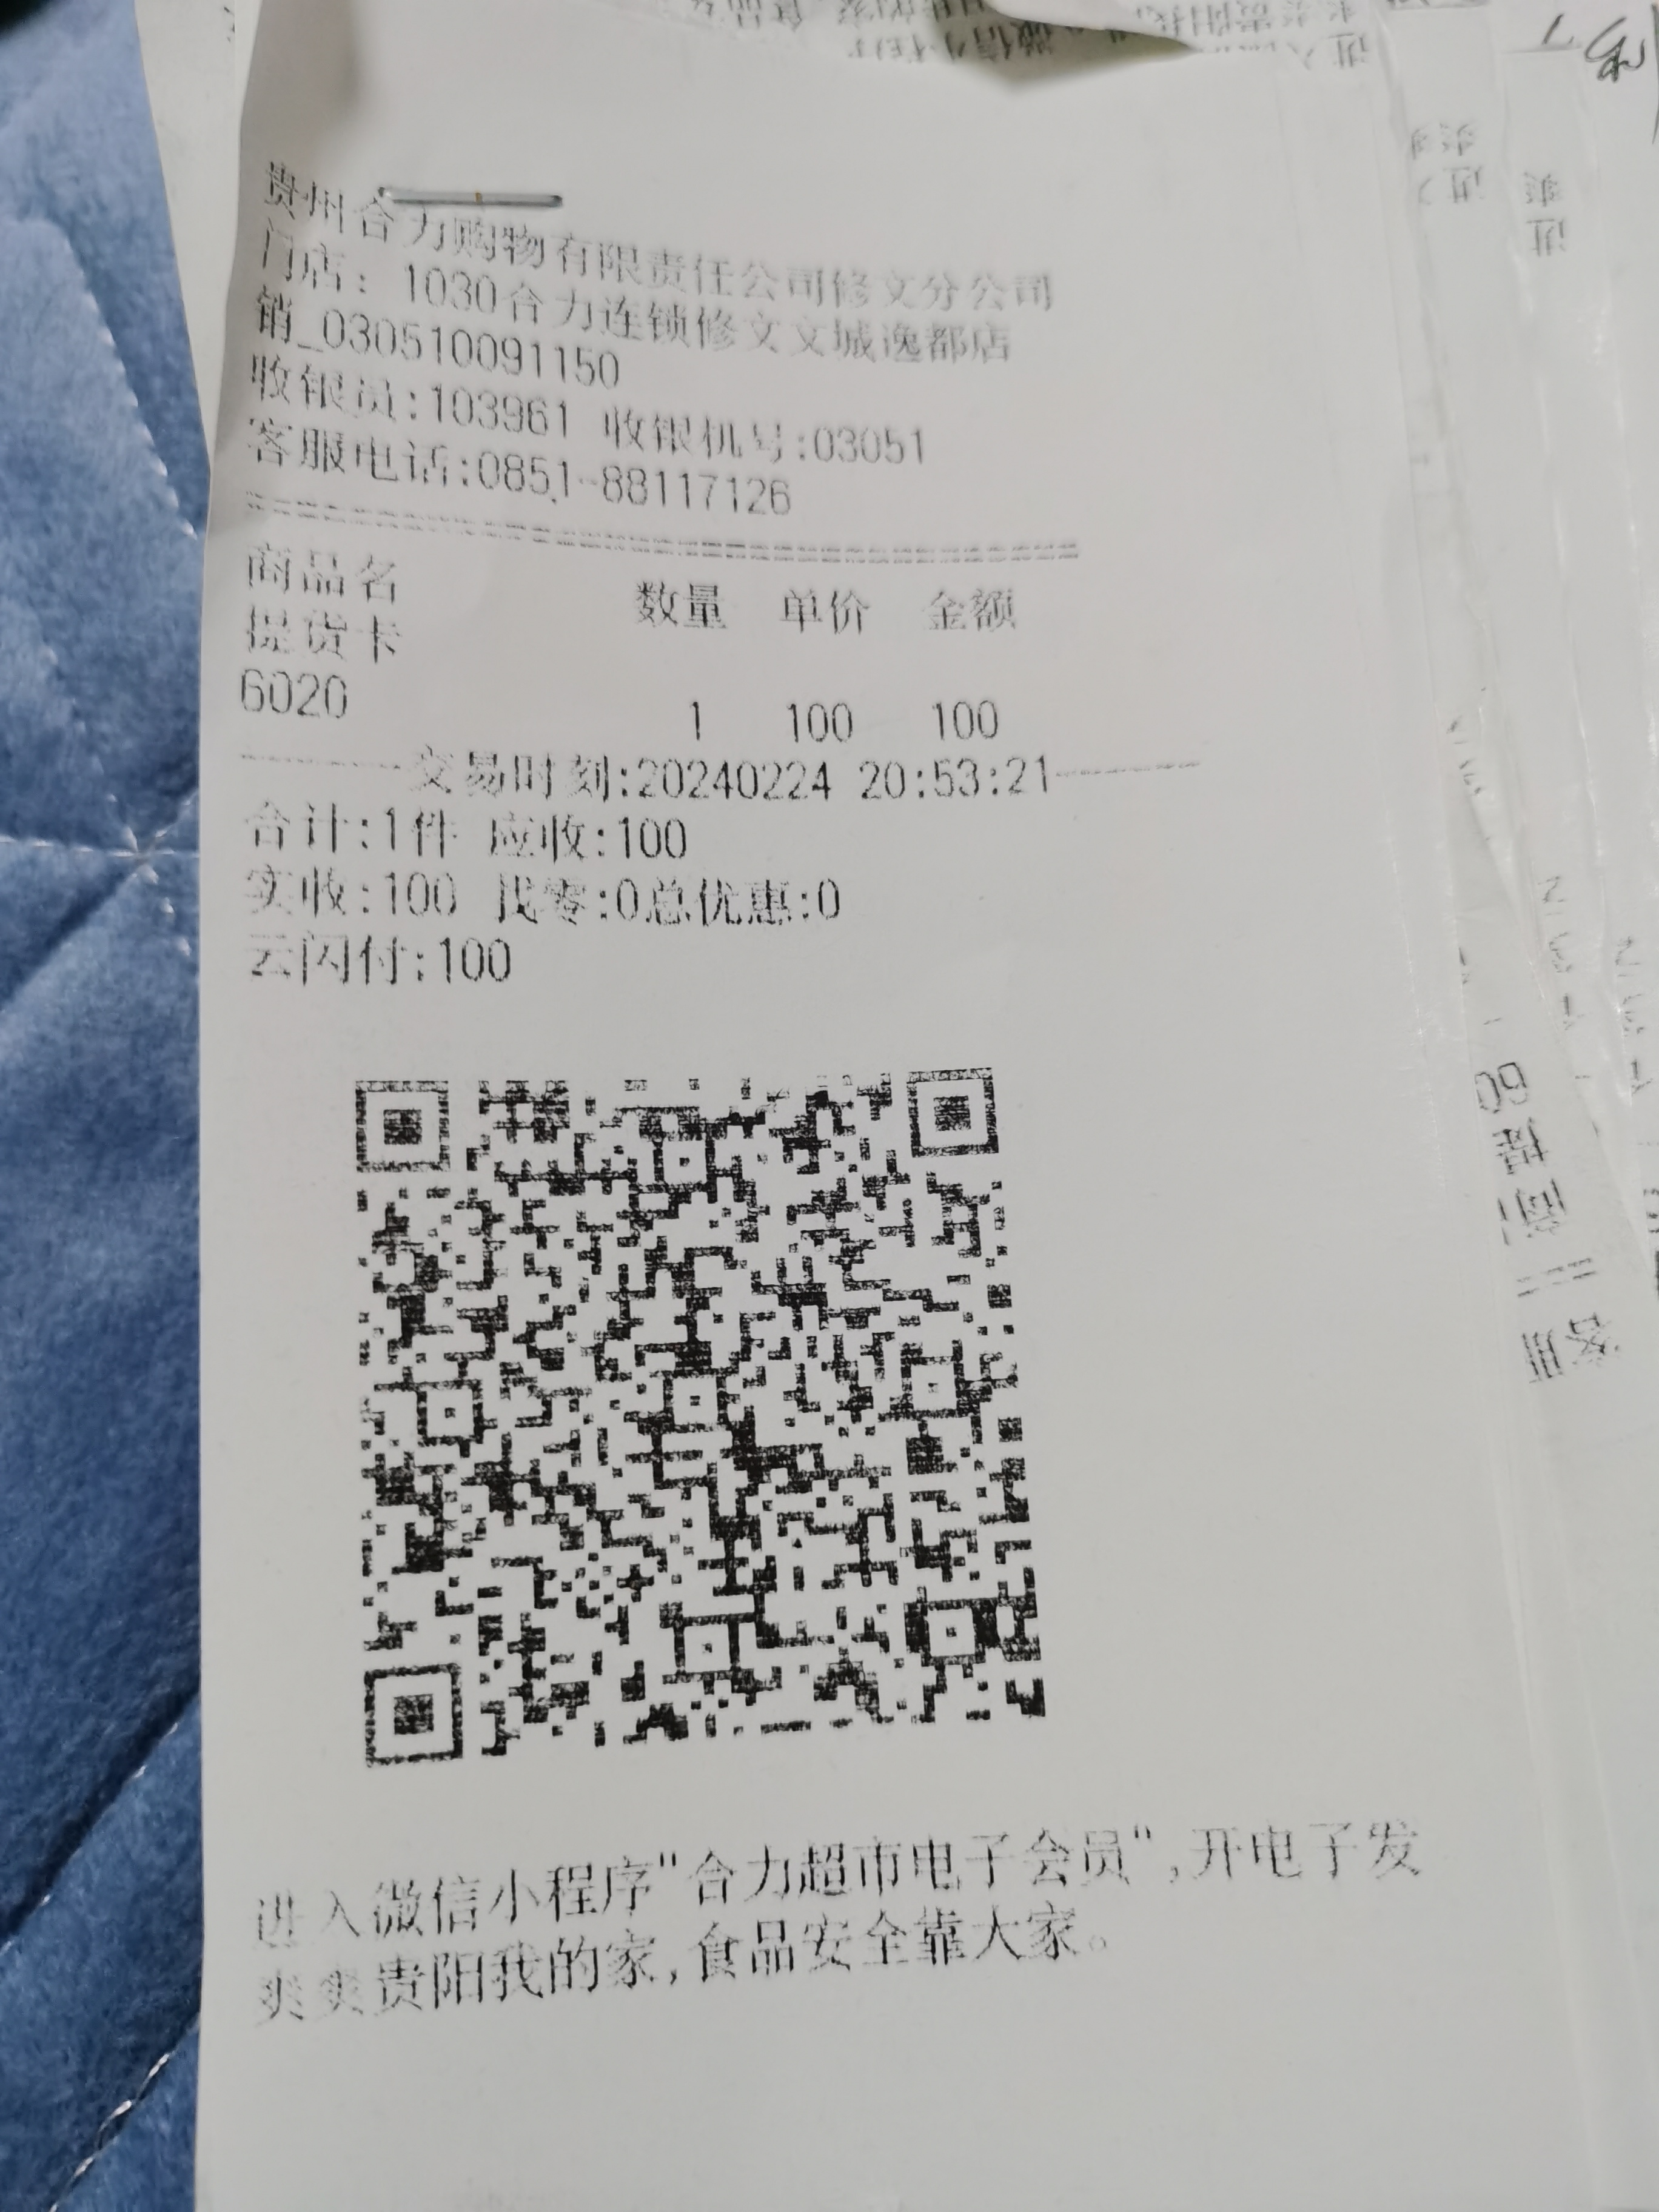 贵州合力购物有限责任公司修文分公司
门店: 1030合力连锁修文文城逸都店
销_030510091150
收银员:103961 收银机号:03051
客服电话:0851-88117126
商品名 数量 单价 金额
提货卡
6020 1 100 100
交易时刻:20240224 20:53:21
合计:1件 应收:100
实收:100 找零:0总优惠:0
云闪付:100
进入微信小程序"合力超市电子会员",开电子发
爽爽贵阳我的家,食品安全靠大家。